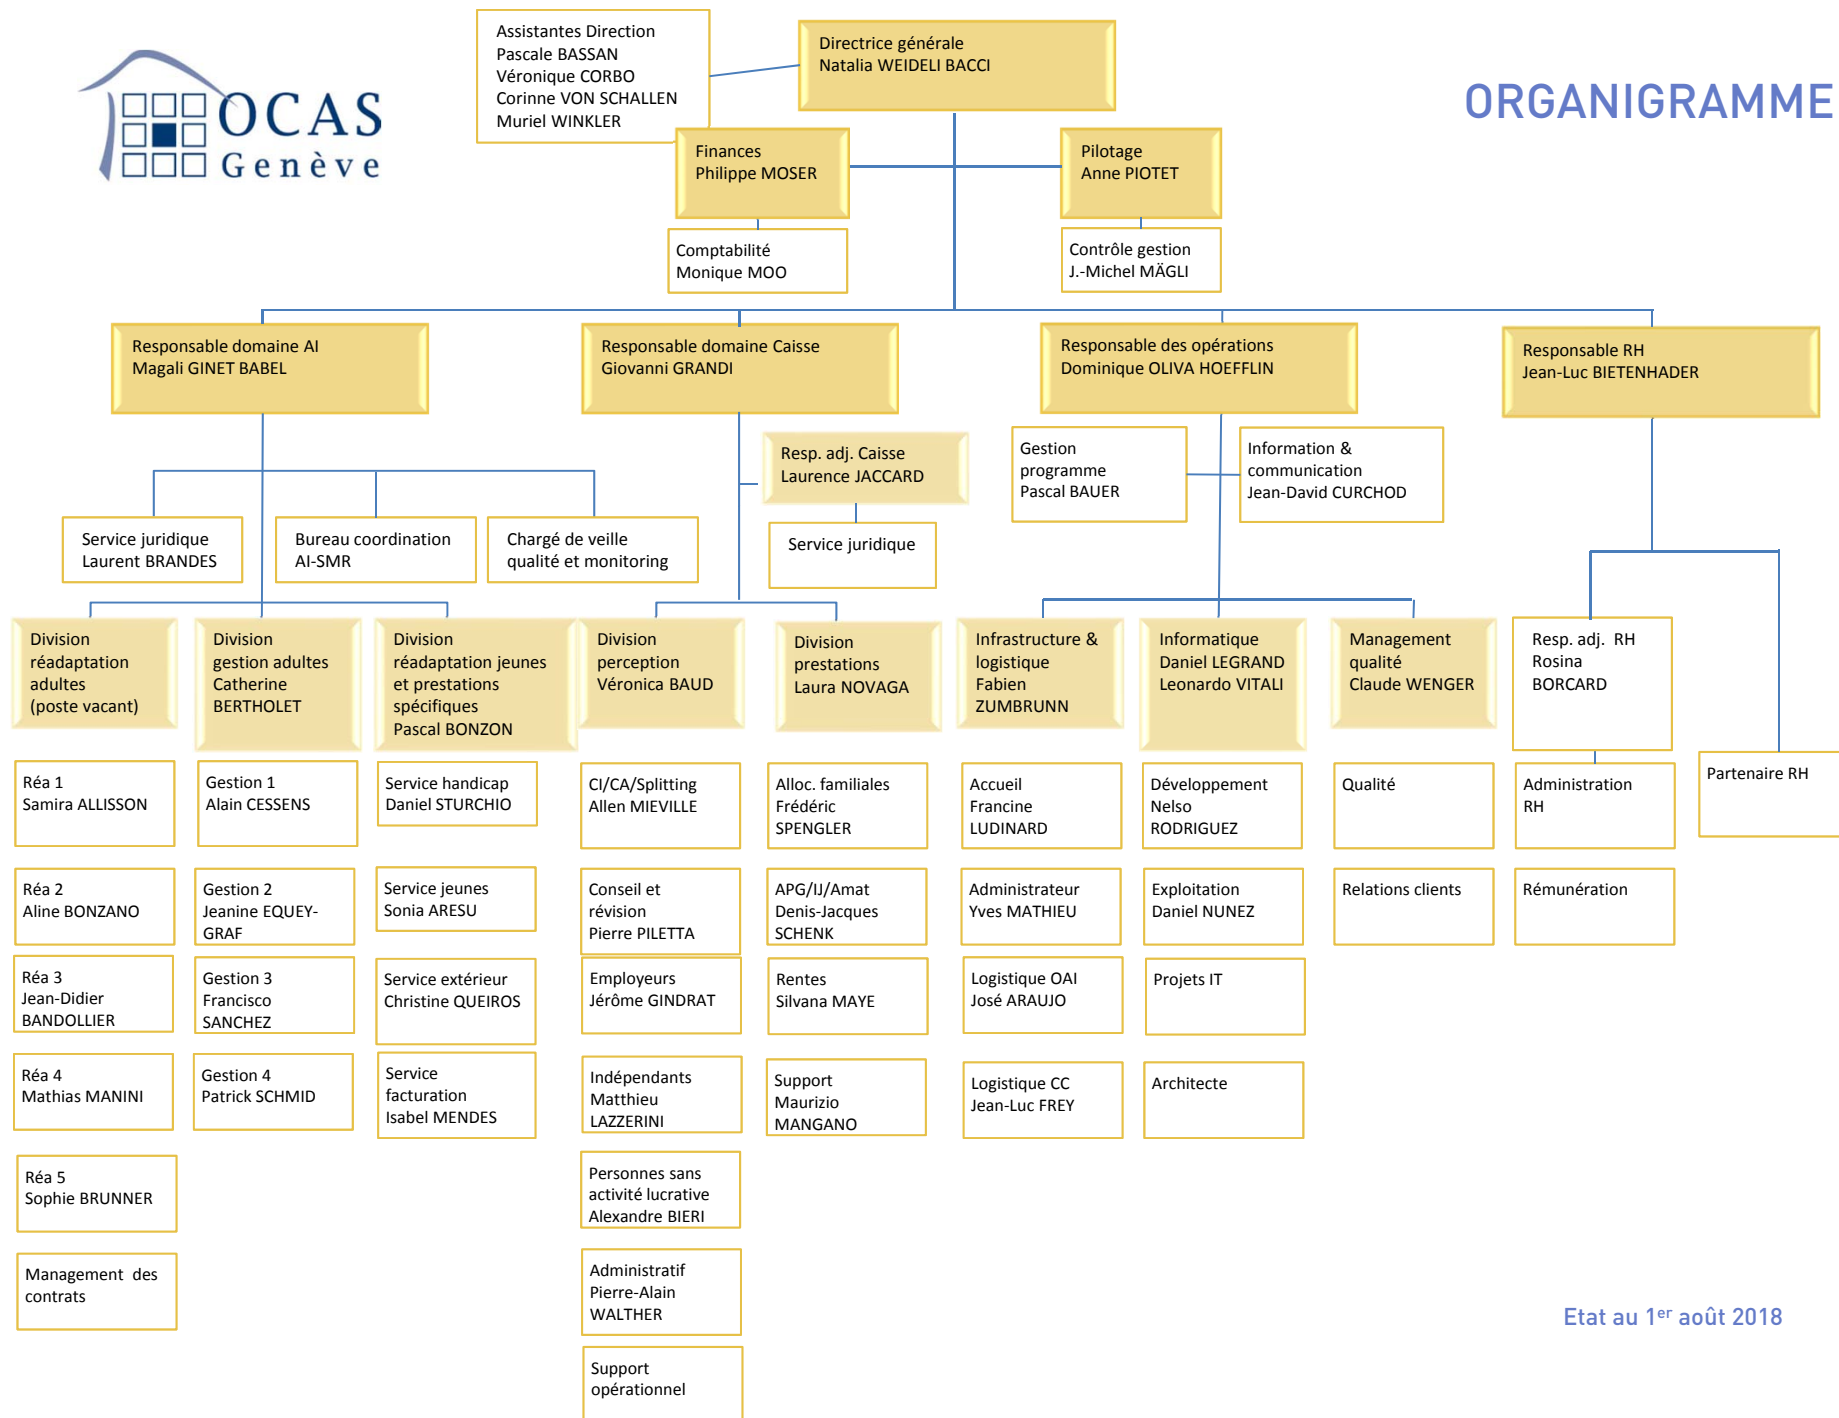 OCAS
Genève
ORGANIGRAMME
Assistantes Direction
Pascale BASSAN
Véronique CORBO
Corinne VON SCHALLEN
Muriel WINKLER
Directrice générale
Natalia WEIDELI BACCI
Finances
Philippe MOSER
Pilotage
Anne PIOTET
Comptabilité
Monique MOO
Contrôle gestion
J.-Michel MÄGLI
Responsable domaine AI
Magali GINET BABEL
Responsable domaine Caisse
Giovanni GRANDI
Responsable des opérations
Dominique OLIVA HOEFFLIN
Responsable RH
Jean-Luc BIETENHADER
Service juridique
Laurent BRANDES
Bureau coordination
AI-SMR
Chargé de veille
qualité et monitoring
Resp. adj. Caisse
Laurence JACCARD
Service juridique
Gestion
programme
Pascal BAUER
Information &
communication
Jean-David CURCHOD
Division
réadaptation
adultes
(poste vacant)
Division
gestion adultes
Catherine
BERTHOLET
Division
réadaptation jeunes
et prestations
spécifiques
Pascal BONZON
Division
perception
Véronica BAUD
Division
prestations
Laura NOVAGA
Infrastructure &
logistique
Fabien
ZUMBRUNN
Informatique
Daniel LEGRAND
Leonardo VITALI
Management
qualité
Claude WENGER
Resp. adj.  RH
Rosina
BORCARD
Partenaire RH
Réa 1
Samira ALLISSON
Gestion 1
Alain CESSENS
Service handicap
Daniel STURCHIO
CI/CA/Splitting
Allen MIEVILLE
Alloc. familiales
Frédéric
SPENGLER
Accueil
Francine
LUDINARD
Développement
Nelso
RODRIGUEZ
Qualité
Administration
RH
Réa 2
Aline BONZANO
Gestion 2
Jeanine EQUEY-
GRAF
Service jeunes
Sonia ARESU
Conseil et
révision
Pierre PILETTA
APG/IJ/Amat
Denis-Jacques
SCHENK
Administrateur
Yves MATHIEU
Exploitation
Daniel NUNEZ
Relations clients
Rémunération
Réa 3
Jean-Didier
BANDOLLIER
Gestion 3
Francisco
SANCHEZ
Service extérieur
Christine QUEIROS
Employeurs
Jérôme GINDRAT
Rentes
Silvana MAYE
Logistique OAI
José ARAUJO
Projets IT
Réa 4
Mathias MANINI
Gestion 4
Patrick SCHMID
Service
facturation
Isabel MENDES
Indépendants
Matthieu
LAZZERINI
Support
Maurizio
MANGANO
Logistique CC
Jean-Luc FREY
Architecte
Réa 5
Sophie BRUNNER
Personnes sans
activité lucrative
Alexandre BIERI
Management  des
contrats
Administratif
Pierre-Alain
WALTHER
Support
opérationnel
Etat au 1er août 2018